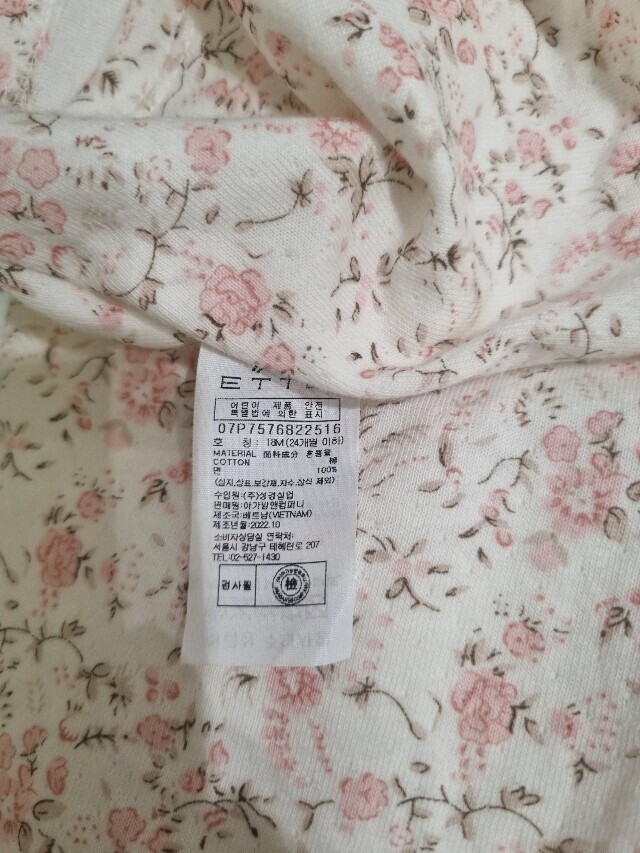 어린이 제품 안전
특별법에 의한 표시
07P7576822516
호 칭 : 18M(24개월 이하)
MATERIAL 面料成分 혼용율
COTTON 棉
면 100%
(심지,상표,보강재,자수,장식 제외)
수입원:(주)성경실업
판매원:아가방앤컴퍼니
제조국:베트남(VIETNAM)
제조년월:2022.10
소비자상담실 연락처:
서울시 강남구 테헤란로 207
TEL:02-527-1430
검사필 檢